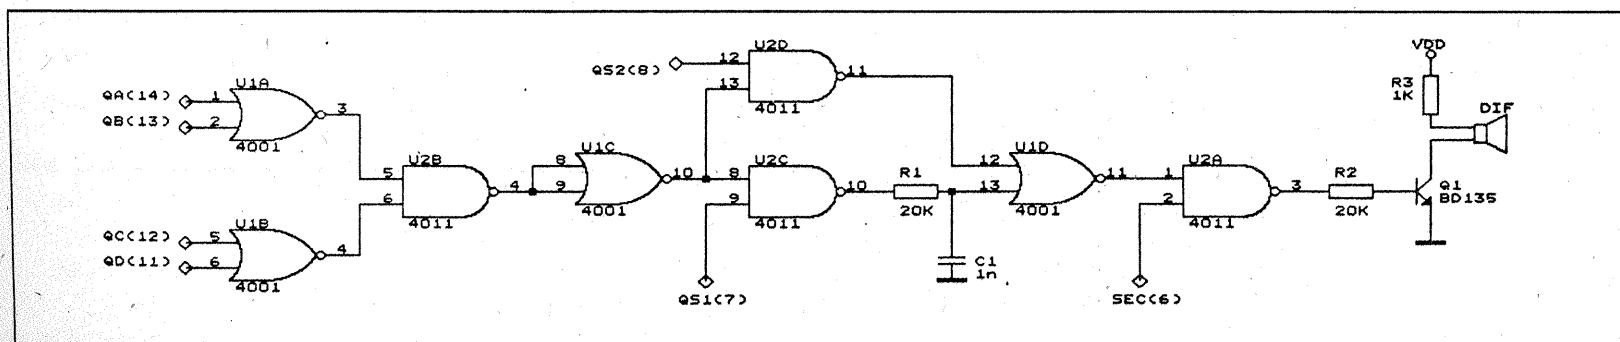 U1A
QA(14) 1
QB(13) 2
3
4001
QC(12) 5
QD(11) 6
U1B
4
4001
U2B
5
6
4
4011
U1C
8
9
10
4001
QS2(8)
U2D
12
13
11
4011
U2C
8
9
10
4011
QS1(7)
R1
20K
C1
1n
U1D
12
13
11
4001
U2A
1
2
3
4011
SEC(6)
R2
20K
VDD
R3
1K
DIF
Q1
BD135